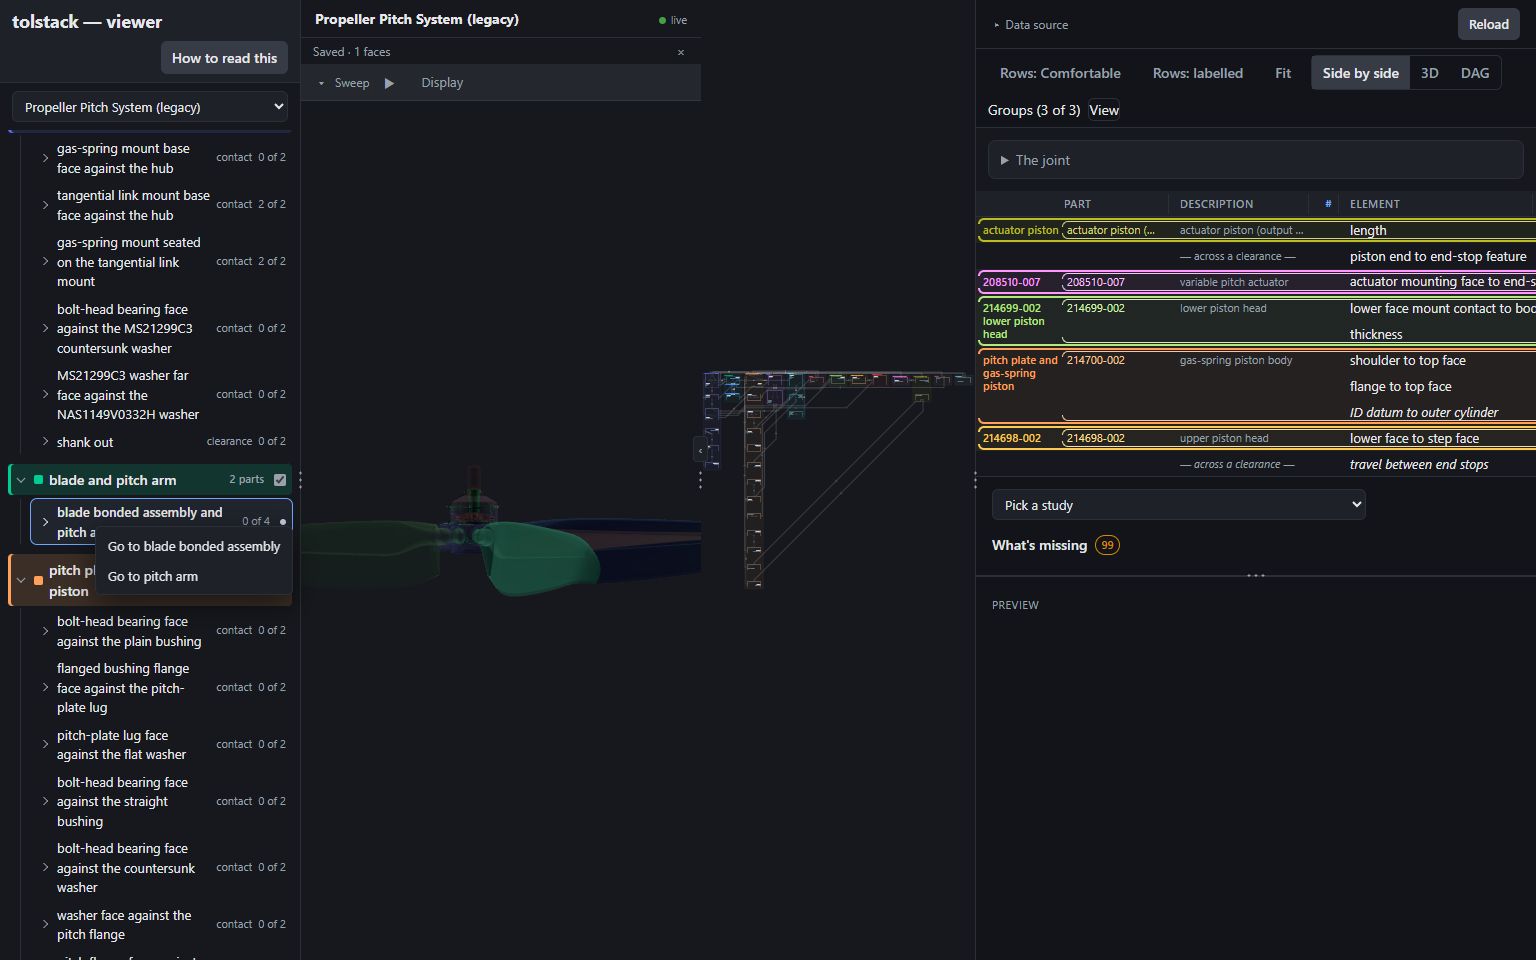 tolstack — viewer
How to read this
Propeller Pitch System (legacy)
gas-spring mount base
face against the hub
contact 0 of 2
tangential link mount base
face against the hub
contact 2 of 2
gas-spring mount seated
on the tangential link
mount
contact 2 of 2
bolt-head bearing face
against the MS21299C3
countersunk washer
contact 0 of 2
MS21299C3 washer far
face against the
NAS1149V0332H washer
contact 0 of 2
shank out
clearance 0 of 2
blade and pitch arm
2 parts
blade bonded assembly and
pitch a
0 of 4
Go to blade bonded assembly
Go to pitch arm
pitch pl
piston
bolt-head bearing face
against the plain bushing
contact 0 of 2
flanged bushing flange
face against the pitch-
plate lug
contact 0 of 2
pitch-plate lug face
against the flat washer
contact 0 of 2
bolt-head bearing face
against the straight
bushing
contact 0 of 2
bolt-head bearing face
against the countersunk
washer
contact 0 of 2
washer face against the
pitch flange
contact 0 of 2
Propeller Pitch System (legacy)
live
Saved · 1 faces
×
Sweep
Display
Data source
Reload
Rows: Comfortable
Rows: labelled
Fit
Side by side
3D
DAG
Groups (3 of 3)
View
The joint
PART
DESCRIPTION
#
ELEMENT
actuator piston
actuator piston (...
actuator piston (output ...
length
— across a clearance —
piston end to end-stop feature
208510-007
208510-007
variable pitch actuator
actuator mounting face to end-s
214699-002
lower piston
head
214699-002
lower piston head
lower face mount contact to boo
thickness
pitch plate and
gas-spring
piston
214700-002
gas-spring piston body
shoulder to top face
flange to top face
ID datum to outer cylinder
214698-002
214698-002
upper piston head
lower face to step face
— across a clearance —
travel between end stops
Pick a study
What's missing
99
PREVIEW